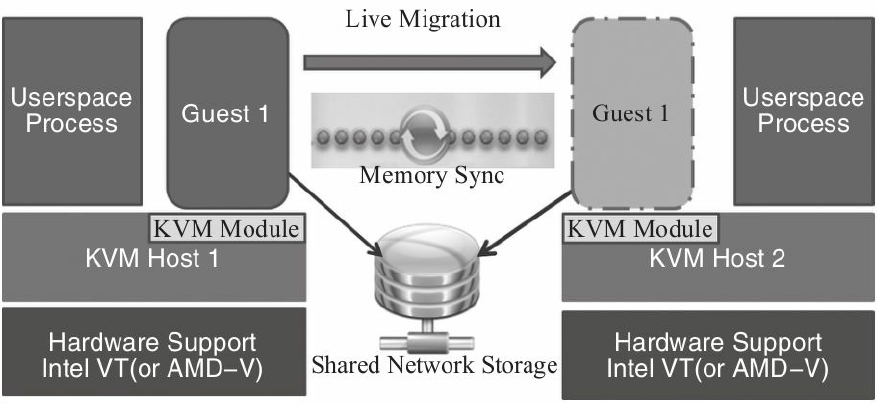 Live Migration
Userspace
Process
Guest 1
Guest 1
Userspace
Process
Memory Sync
KVM Module
KVM Module
KVM Host 1
KVM Host 2
Hardware Support
Intel VT(or AMD–V)
Shared Network Storage
Hardware Support
Intel VT(or AMD–V)